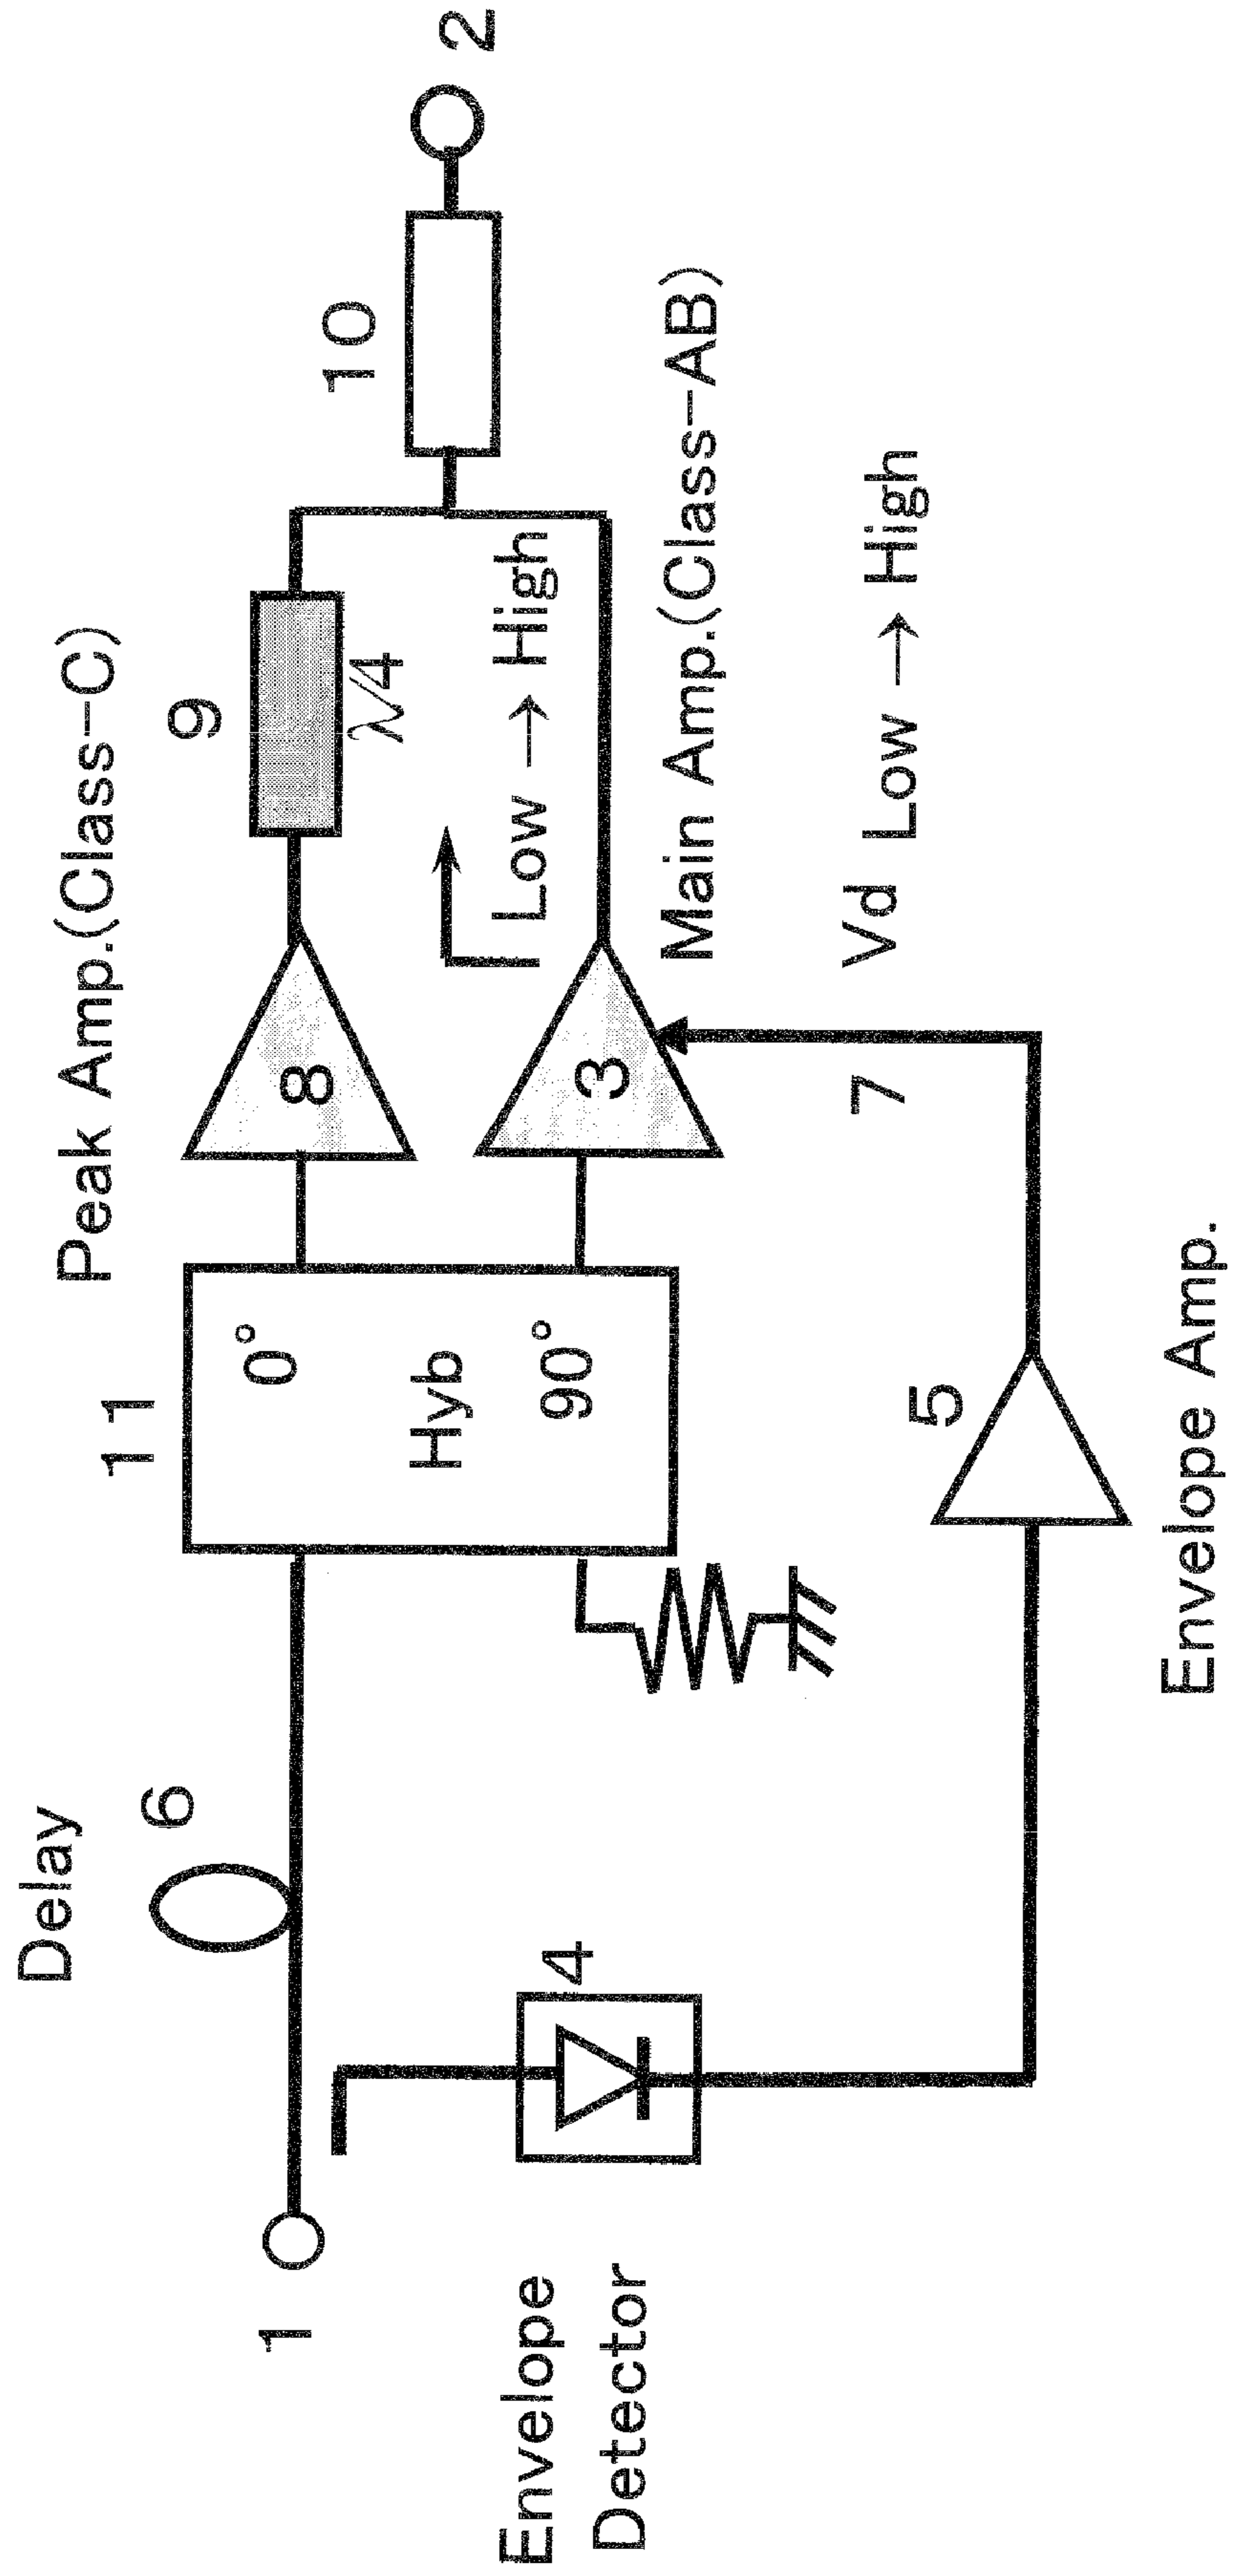 Delay
6
Peak Amp.(Class-C)
11
9
λ/4
10
2
1
0°
Hyb
90°
8
Low → High
3
Main Amp.(Class-AB)
Envelope
Detector
4
7
Vd Low → High
5
Envelope Amp.